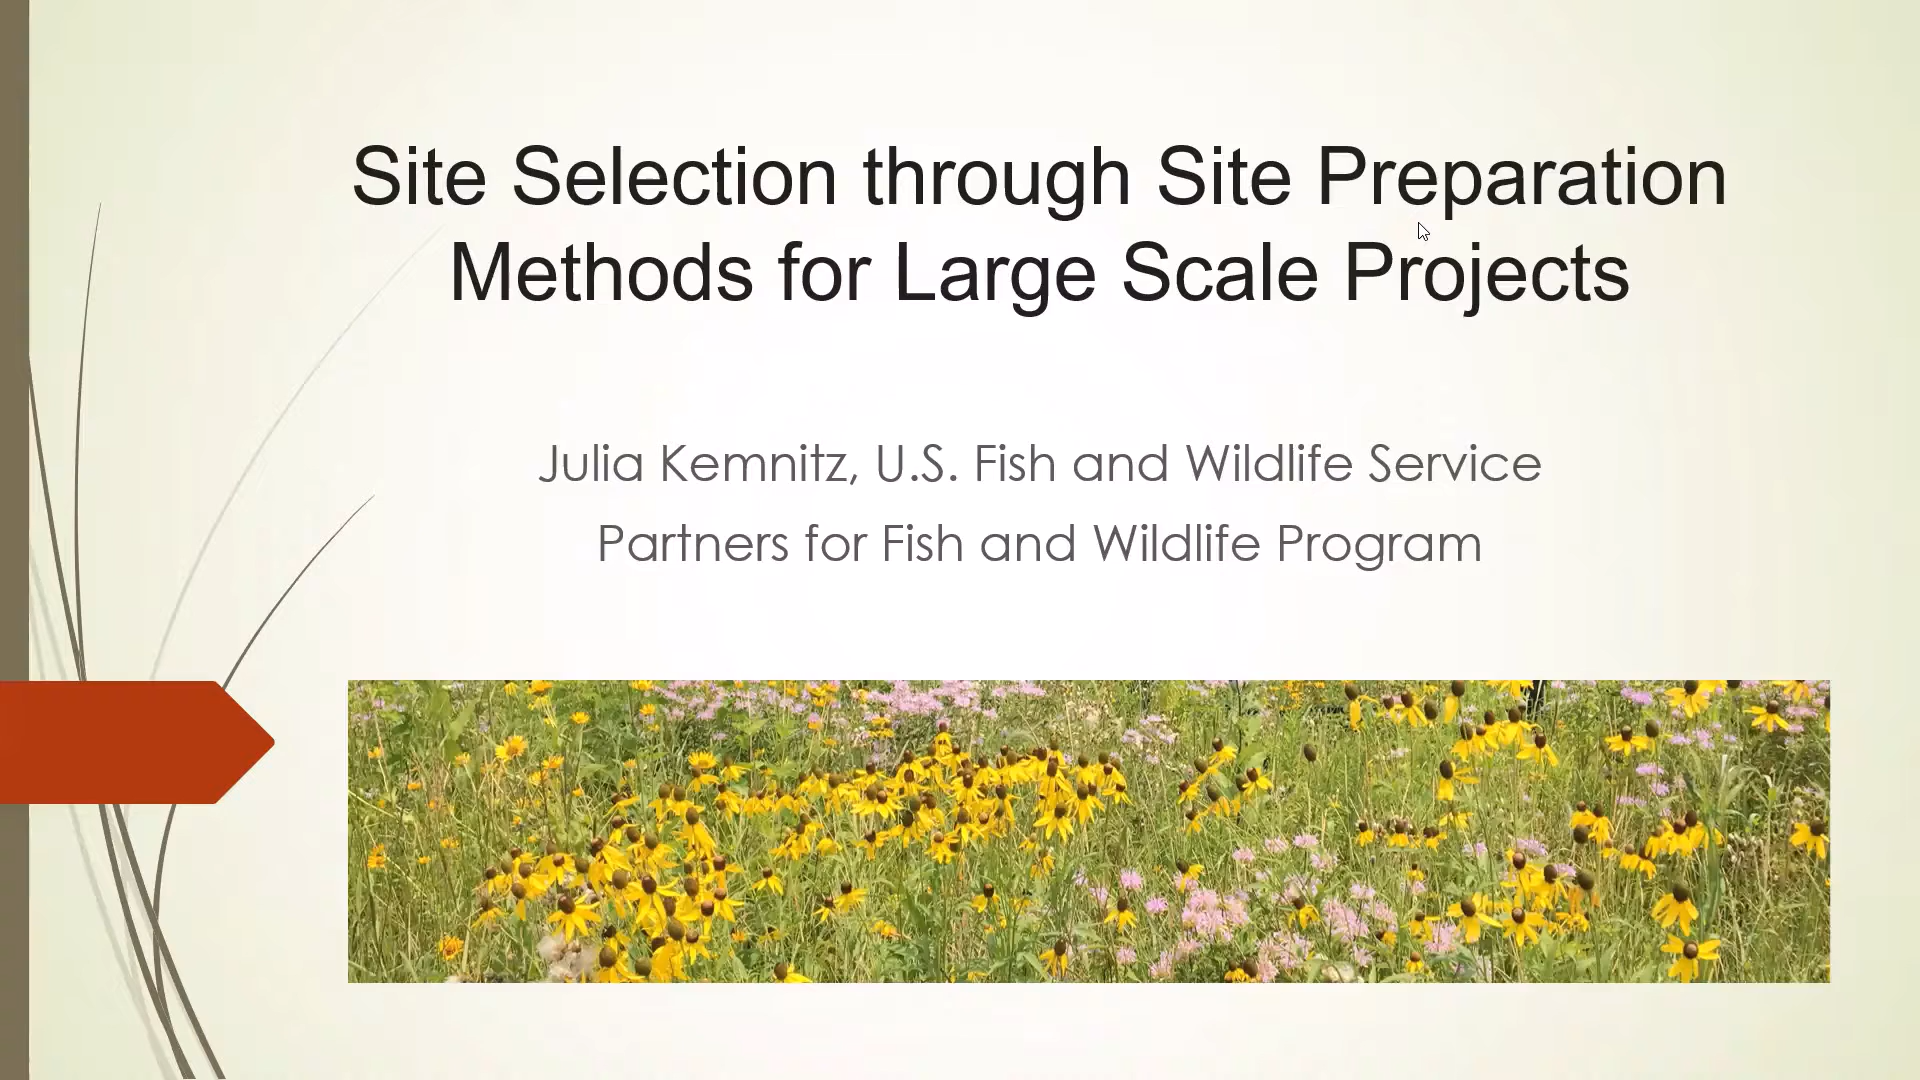 Site Selection through Site Preparation
Methods for Large Scale Projects
Julia Kemnitz, U.S. Fish and Wildlife Service
Partners for Fish and Wildlife Program